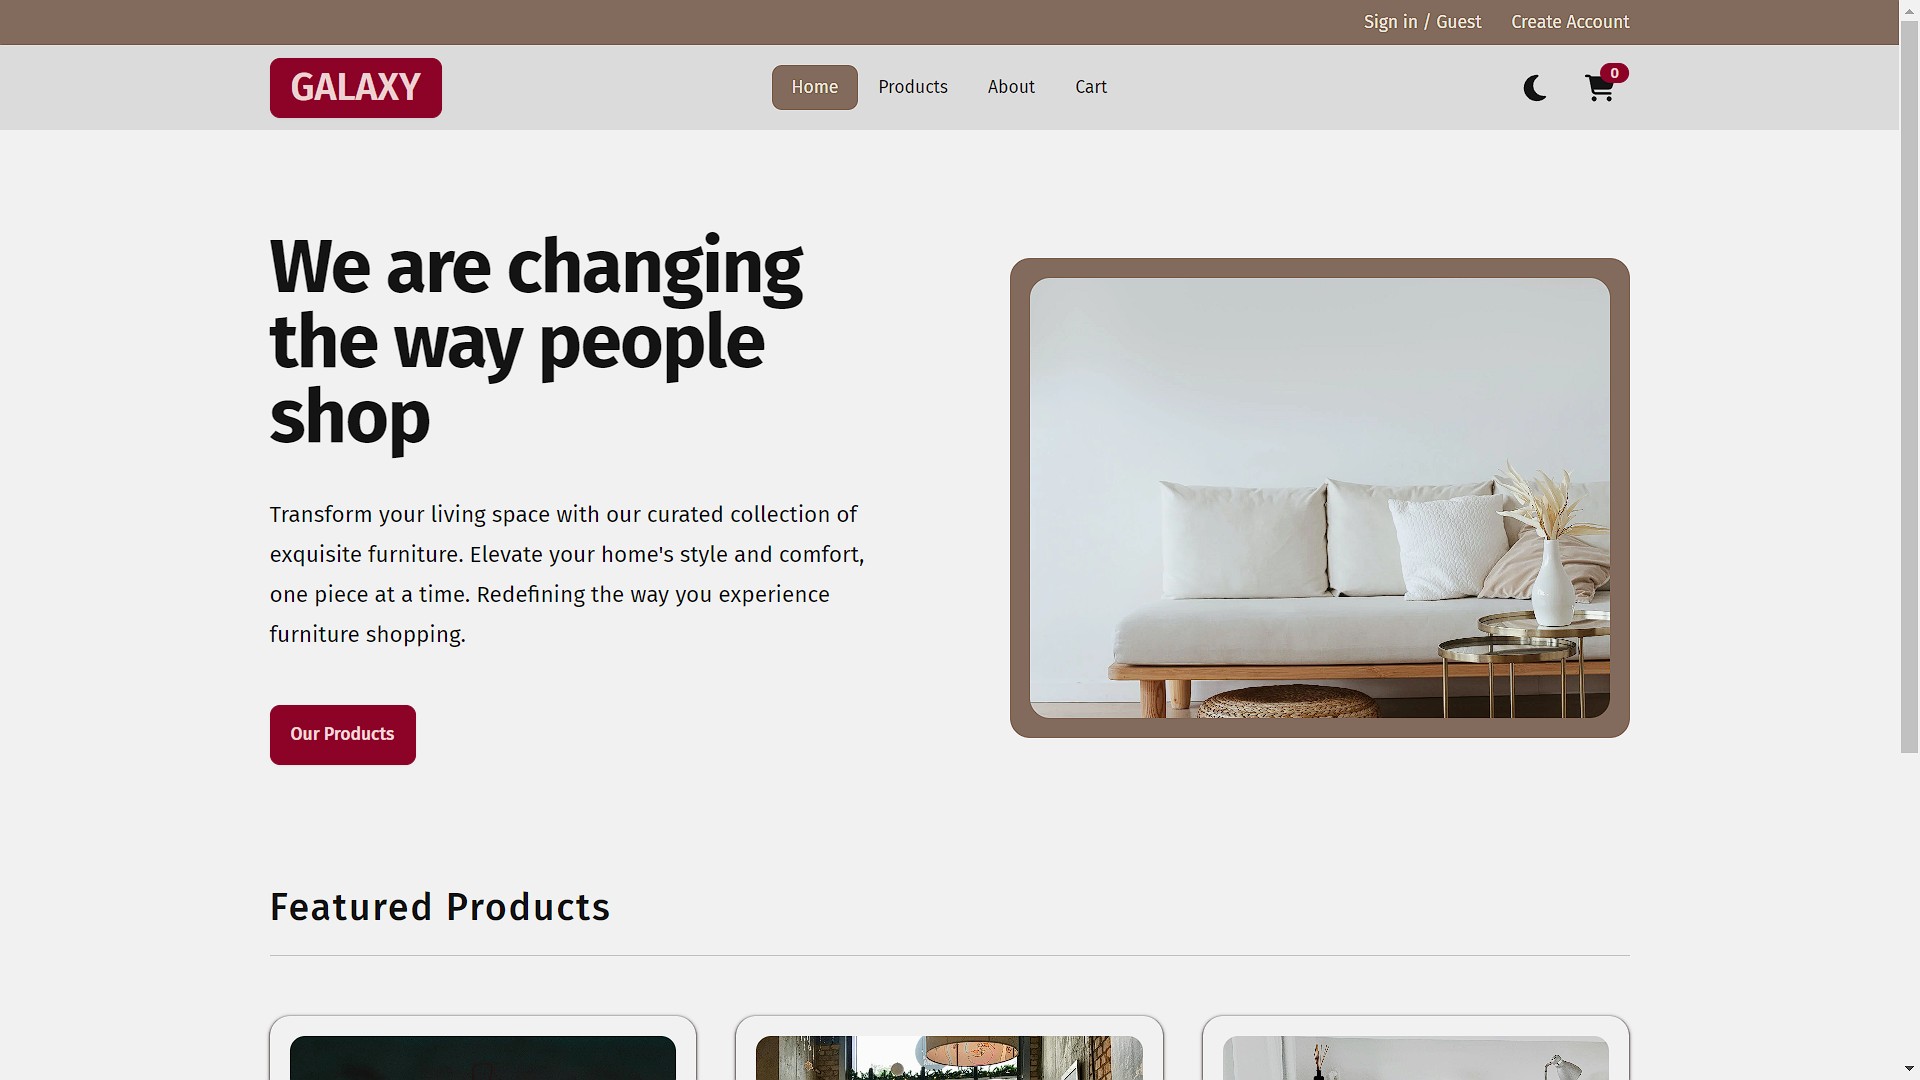 Sign in / Guest
Create Account
GALAXY
Home
Products
About
Cart
0
We are changing
the way people
shop
Transform your living space with our curated collection of
exquisite furniture. Elevate your home's style and comfort,
one piece at a time. Redefining the way you experience
furniture shopping.
Our Products
Featured Products